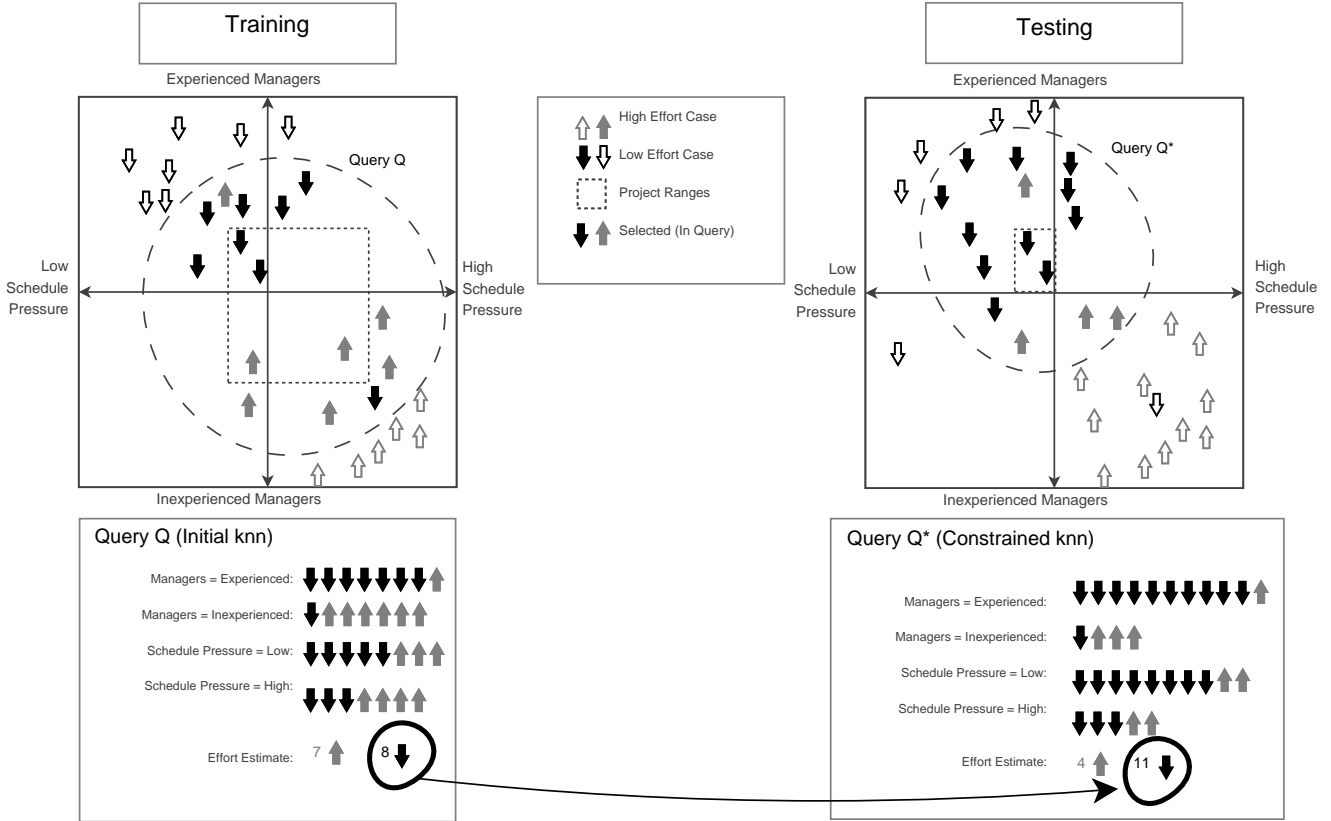 Training
Testing
Experienced Managers
Experienced Managers
Query Q
High Effort Case
Low Effort Case
Project Ranges
Selected (In Query)
Query Q*
Low
Schedule
Pressure
High
Schedule
Pressure
Low
Schedule
Pressure
High
Schedule
Pressure
Inexperienced Managers
Inexperienced Managers
Query Q (Initial knn)
Managers = Experienced:
Managers = Inexperienced:
Schedule Pressure = Low:
Schedule Pressure = High:
Effort Estimate:
7
8
Query Q* (Constrained knn)
Managers = Experienced:
Managers = Inexperienced:
Schedule Pressure = Low:
Schedule Pressure = High:
Effort Estimate:
4
11